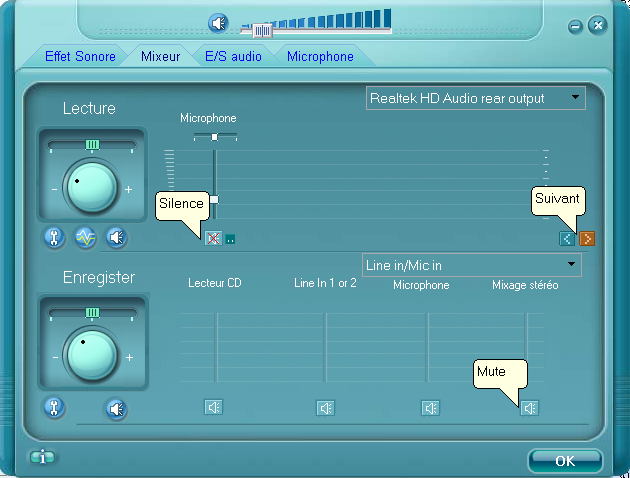 Effet Sonore
Mixeur
E/S audio
Microphone
Lecture
Realtek HD Audio rear output
Microphone
Silence
Suivant
Enregister
Line in/Mic in
Lecteur CD
Line In 1 or 2
Microphone
Mixage stéréo
Mute
OK